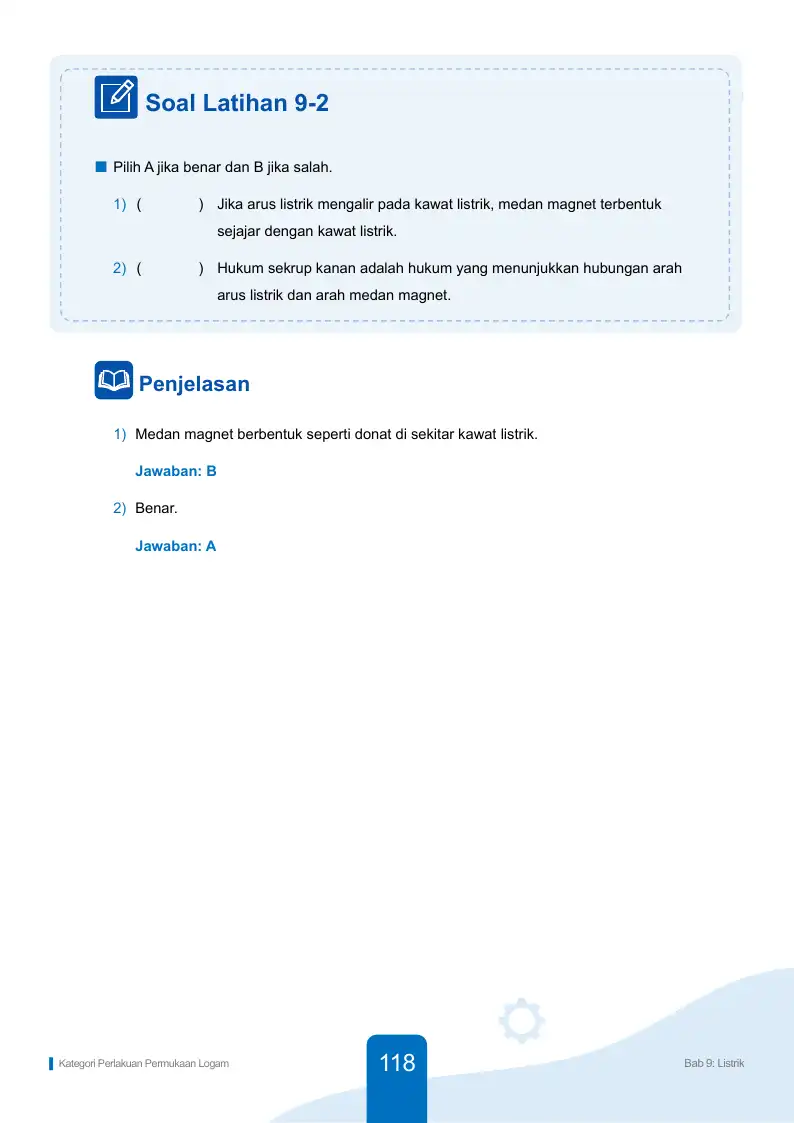 Soal Latihan 9-2
■ Pilih A jika benar dan B jika salah.
1) ( ) Jika arus listrik mengalir pada kawat listrik, medan magnet terbentuk
sejajar dengan kawat listrik.
2) ( ) Hukum sekrup kanan adalah hukum yang menunjukkan hubungan arah
arus listrik dan arah medan magnet.
Penjelasan
1) Medan magnet berbentuk seperti donat di sekitar kawat listrik.
Jawaban: B
2) Benar.
Jawaban: A
Kategori Perlakuan Permukaan Logam
118
Bab 9: Listrik